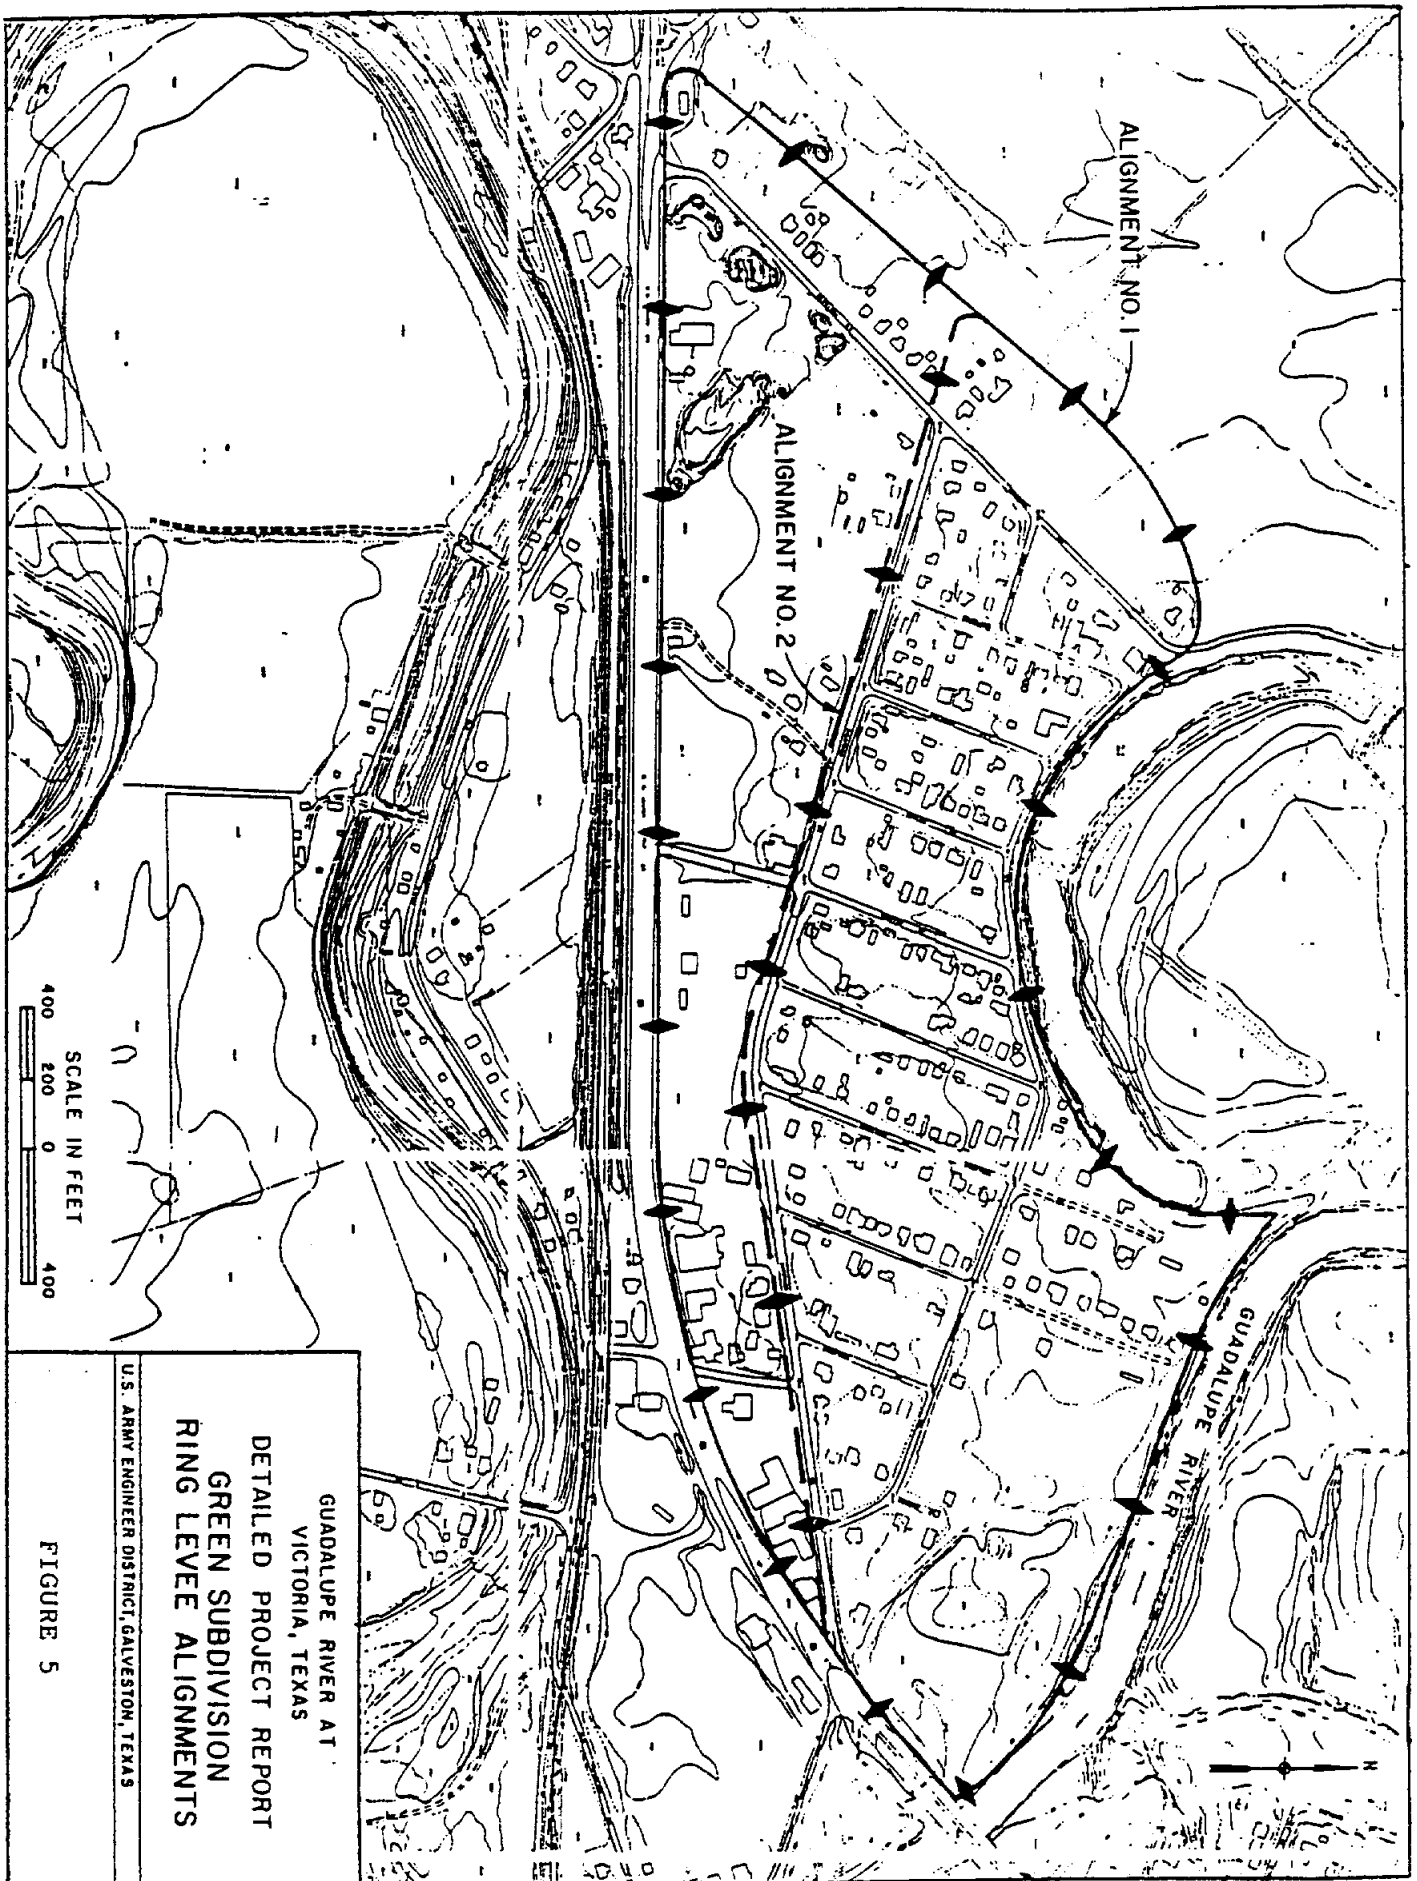 ALIGNMENT NO. 1
N
ALIGNMENT NO. 2
GUADALUPE RIVER
SCALE IN FEET
400 200 0 400
GUADALUPE RIVER AT
VICTORIA, TEXAS
DETAILED PROJECT REPORT
GREEN SUBDIVISION
RING LEVEE ALIGNMENTS
U.S. ARMY ENGINEER DISTRICT, GALVESTON, TEXAS
FIGURE 5